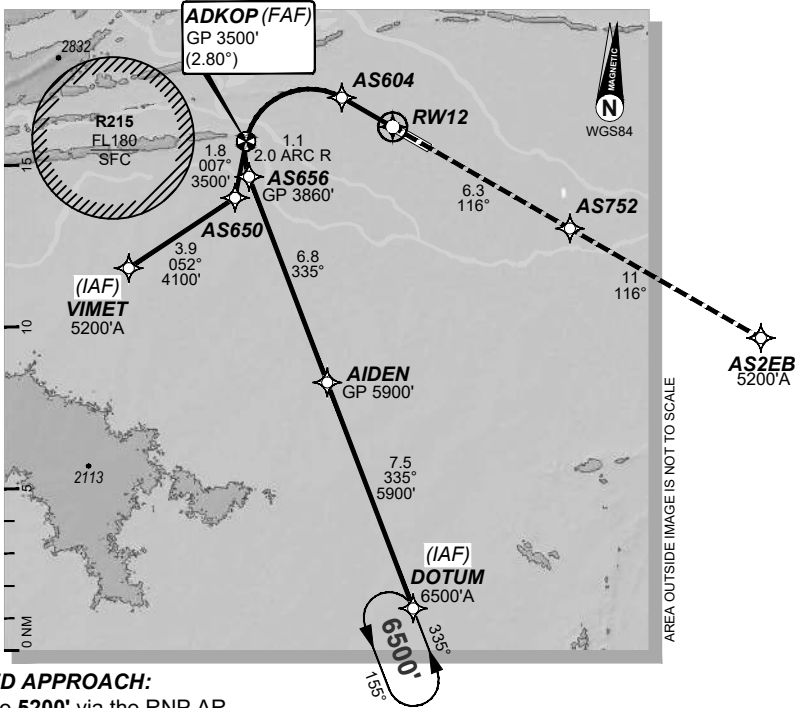 ADKOP (FAF)
GP 3500'
(2.80°)
2832
R215
FL180
SFC
AS604
RW12
MAGNETIC
N
WGS84
1.8
007°
3500'
1.1
2.0 ARC R
AS656
GP 3860'
AS650
15
6.3
116°
AS752
3.9
052°
4100'
(IAF)
VIMET
5200'A
6.8
335°
11
116°
10
AIDEN
GP 5900'
AS2EB
5200'A
2113
5
7.5
335°
5900'
(IAF)
DOTUM
6500'A
AREA OUTSIDE IMAGE IS NOT TO SCALE
0 NM
6500'
335°
155°
D APPROACH:
5200' via the RNP AR